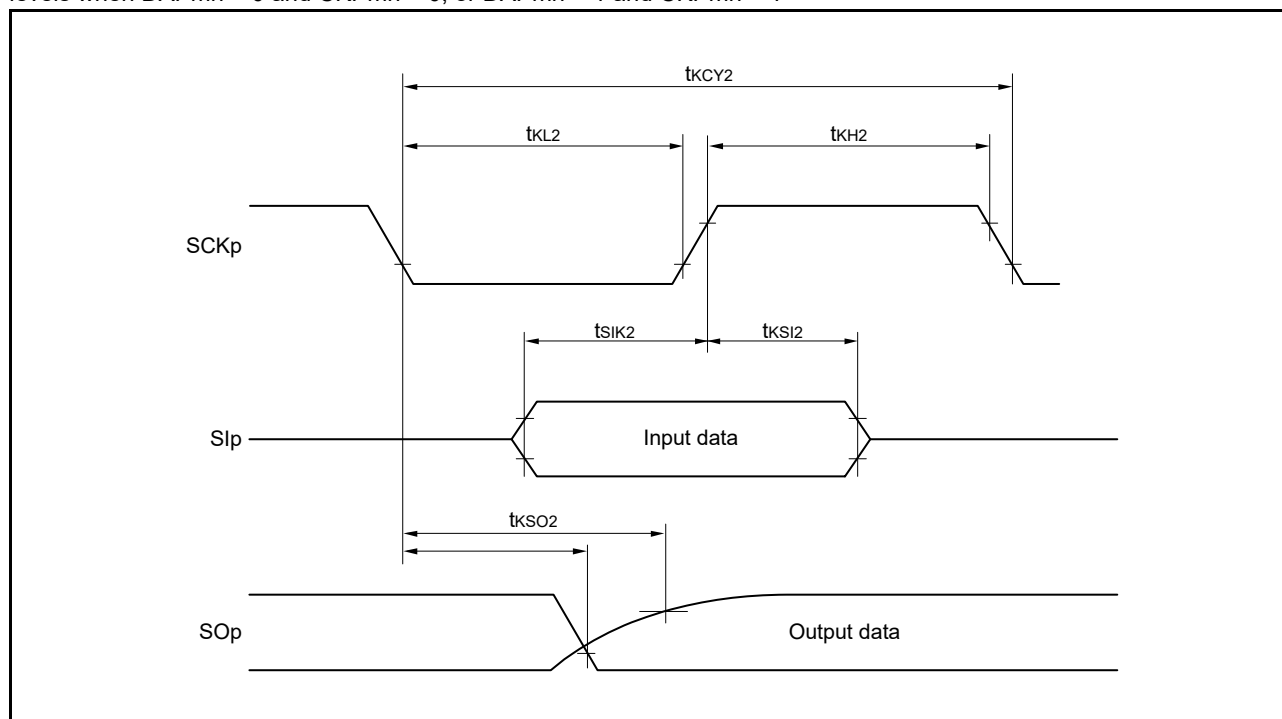 tKCY2
tKL2
tKH2
SCKp
tSIK2
tKSI2
SIp
Input data
tKSO2
SOp
Output data